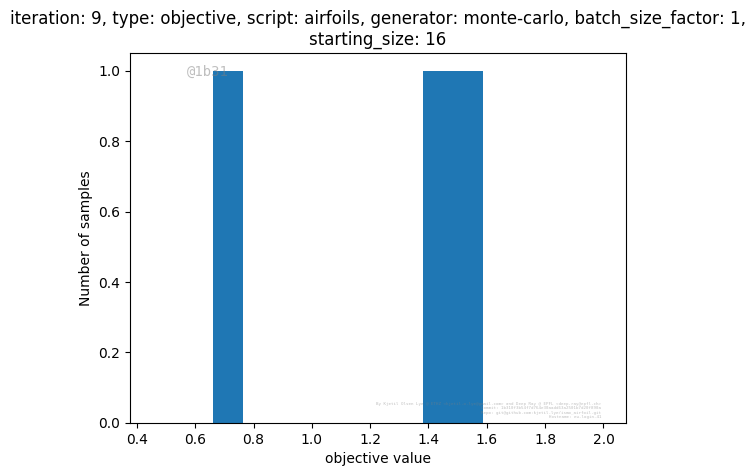 iteration: 9, type: objective, script: airfoils, generator: monte-carlo, batch_size_factor: 1,
starting_size: 16
@1b31
1.0
0.8
0.6
0.4
0.2
0.0
Number of samples
0.4 0.6 0.8 1.0 1.2 1.4 1.6 1.8 2.0
objective value